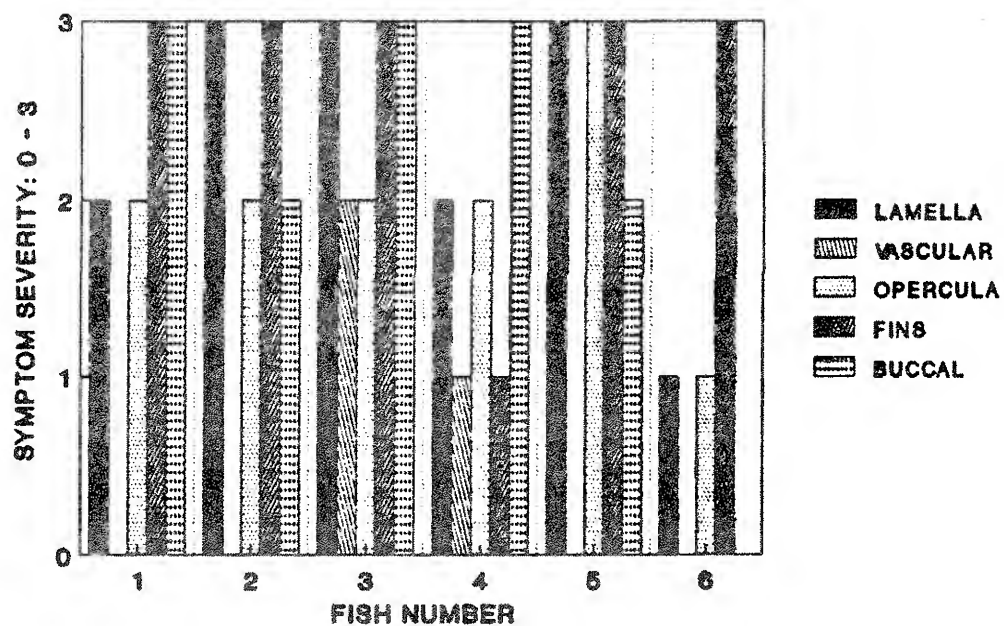 SYMPTOM SEVERITY: 0 - 3
3
2
1
0
1 2 3 4 5 6
FISH NUMBER
LAMELLA
VASCULAR
OPERCULA
FINS
BUCCAL